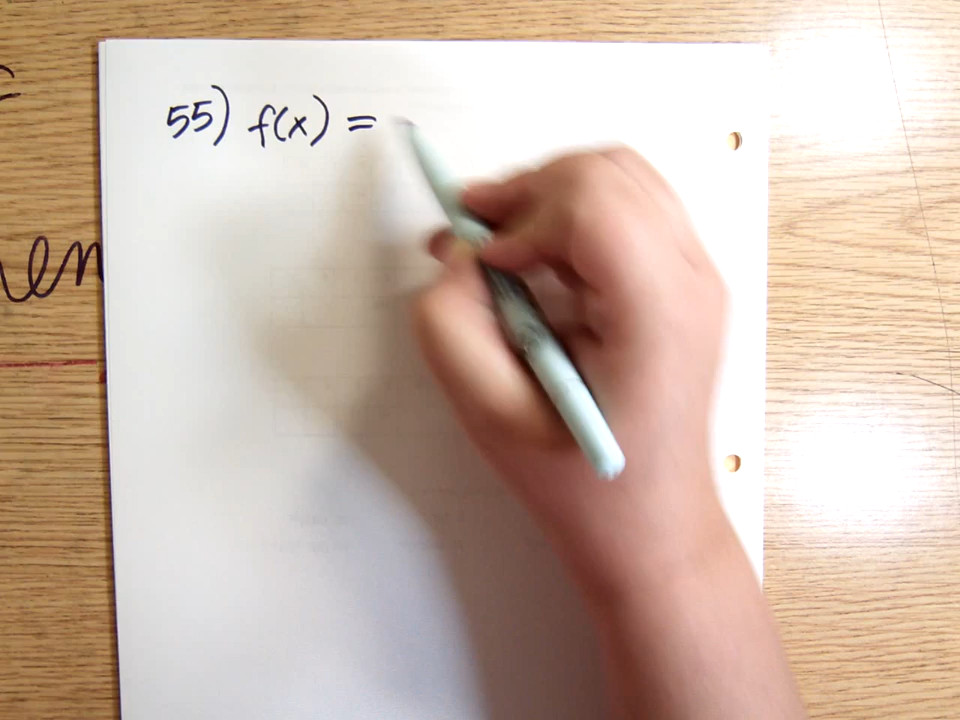 55) f(x) =